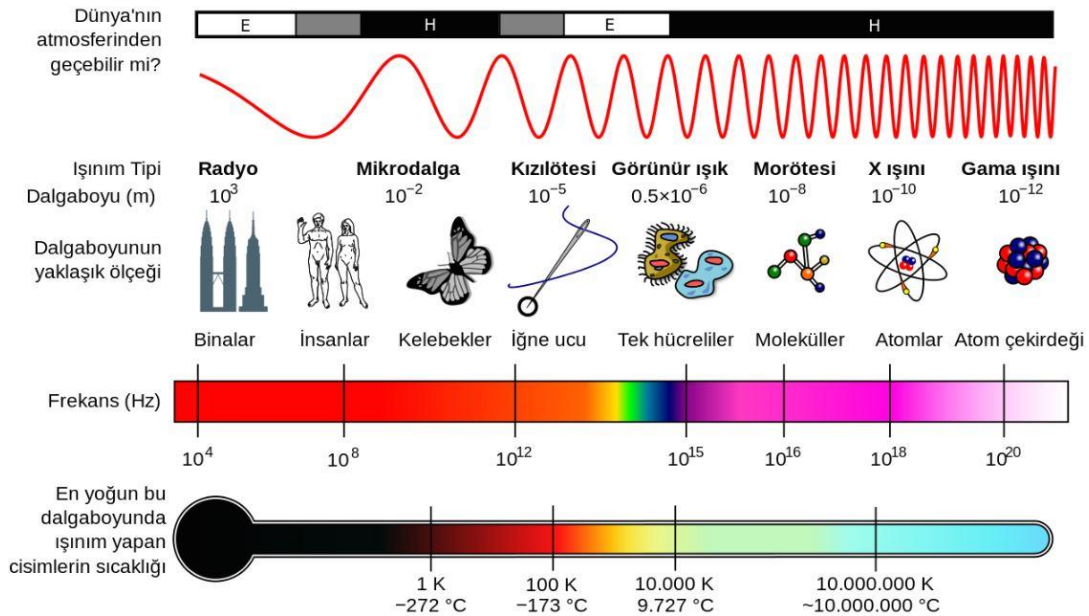 Dünya'nın
atmosferinden
geçebilir mi?
E H E H
Işınım Tipi Radyo Mikrodalga Kızılötesi Görünür ışık Morötesi X ışını Gama ışını
Dalgaboyu (m) 10³ 10⁻² 10⁻⁵ 0.5×10⁻⁶ 10⁻⁸ 10⁻¹⁰ 10⁻¹²
Dalgaboyunun
yaklaşık ölçeği
Binalar İnsanlar Kelebekler İğne ucu Tek hücreliler Moleküller Atomlar Atom çekirdeği
Frekans (Hz)
10⁴ 10⁸ 10¹² 10¹⁵ 10¹⁶ 10¹⁸ 10²⁰
En yoğun bu
dalgaboyunda
ışınım yapan
cisimlerin sıcaklığı
1 K 100 K 10.000 K 10.000.000 K
−272 °C −173 °C 9.727 °C ~10.000.000 °C